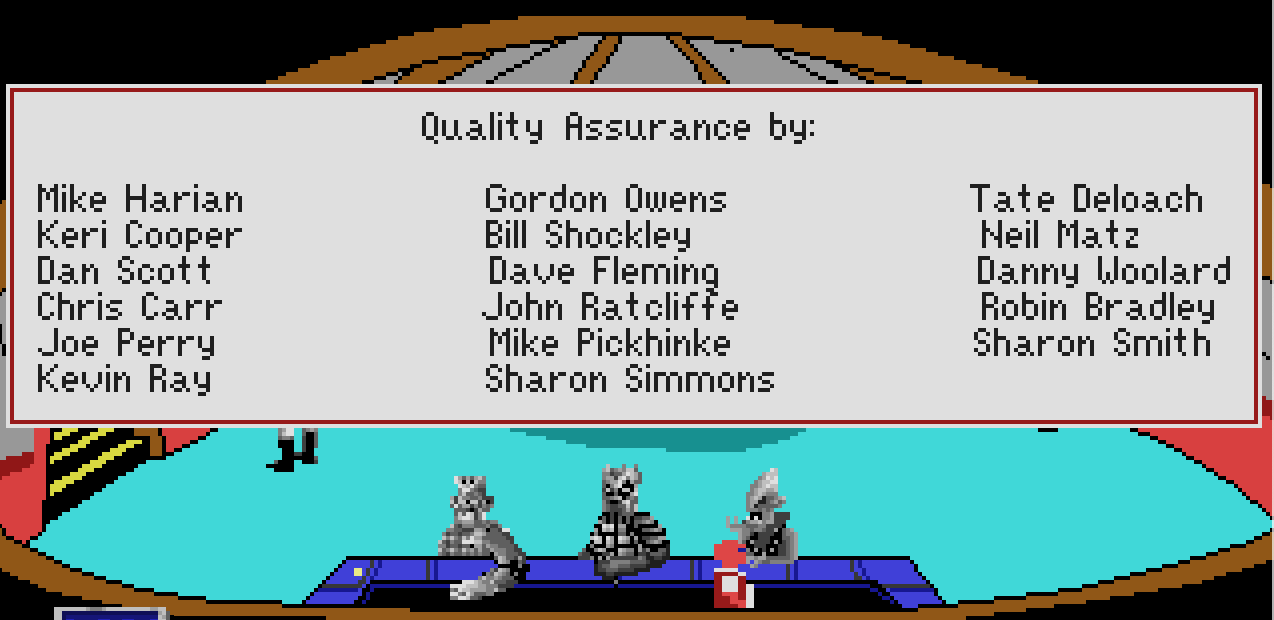 Quality Assurance by:
Mike Harian Gordon Owens Tate Deloach
Keri Cooper Bill Shockley Neil Matz
Dan Scott Dave Fleming Danny Woolard
Chris Carr John Ratcliffe Robin Bradley
Joe Perry Mike Pickhinke Sharon Smith
Kevin Ray Sharon Simmons